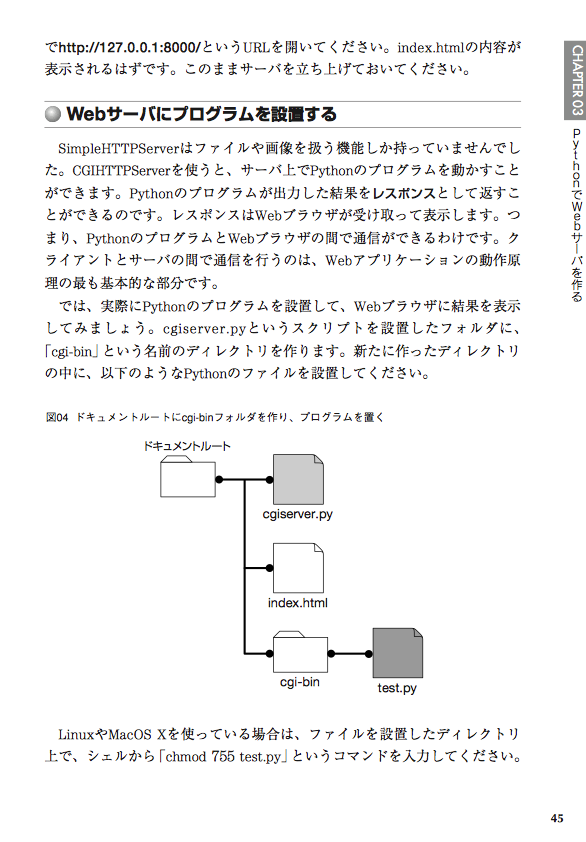 でhttp://127.0.0.1:8000/というURLを開いてください。index.htmlの内容が
表示されるはずです。このままサーバを立ち上げておいてください。
Webサーバにプログラムを設置する
SimpleHTTPServerはファイルや画像を扱う機能しか持っていませんでし
た。CGIHTTPServerを使うと、サーバ上でPythonのプログラムを動かすこと
ができます。Pythonのプログラムが出力した結果をレスポンスとして返すこ
とができるのです。レスポンスはWebブラウザが受け取って表示します。つ
まり、PythonのプログラムとWebブラウザの間で通信ができるわけです。ク
ライアントとサーバの間で通信を行うのは、Webアプリケーションの動作原
理の最も基本的な部分です。
では、実際にPythonのプログラムを設置して、Webブラウザに結果を表示
してみましょう。cgiserver.pyというスクリプトを設置したフォルダに、
「cgi-bin」という名前のディレクトリを作ります。新たに作ったディレクトリ
の中に、以下のようなPythonのファイルを設置してください。
図04 ドキュメントルートにcgi-binフォルダを作り、プログラムを置く
ドキュメントルート
cgiserver.py
index.html
cgi-bin
test.py
LinuxやMacOS Xを使っている場合は、ファイルを設置したディレクトリ
上で、シェルから「chmod 755 test.py」というコマンドを入力してください。
CHAPTER 03
PythonでWebサーバを作る
45